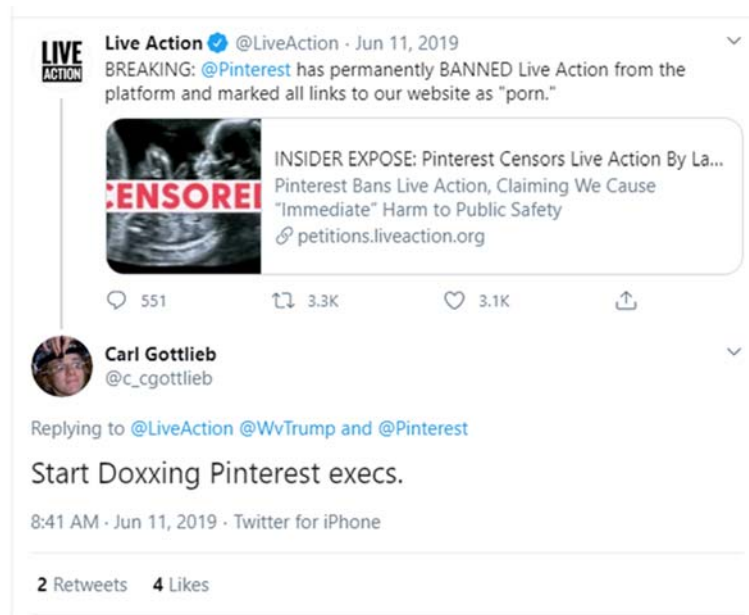 LIVE
ACTION
Live Action @LiveAction · Jun 11, 2019
BREAKING: @Pinterest has permanently BANNED Live Action from the
platform and marked all links to our website as "porn."
CENSORED
INSIDER EXPOSE: Pinterest Censors Live Action By La...
Pinterest Bans Live Action, Claiming We Cause
"Immediate" Harm to Public Safety
petitions.liveaction.org
551 3.3K 3.1K
Carl Gottlieb
@c_cgottlieb
Replying to @LiveAction @WvTrump and @Pinterest
Start Doxxing Pinterest execs.
8:41 AM · Jun 11, 2019 · Twitter for iPhone
2 Retweets 4 Likes